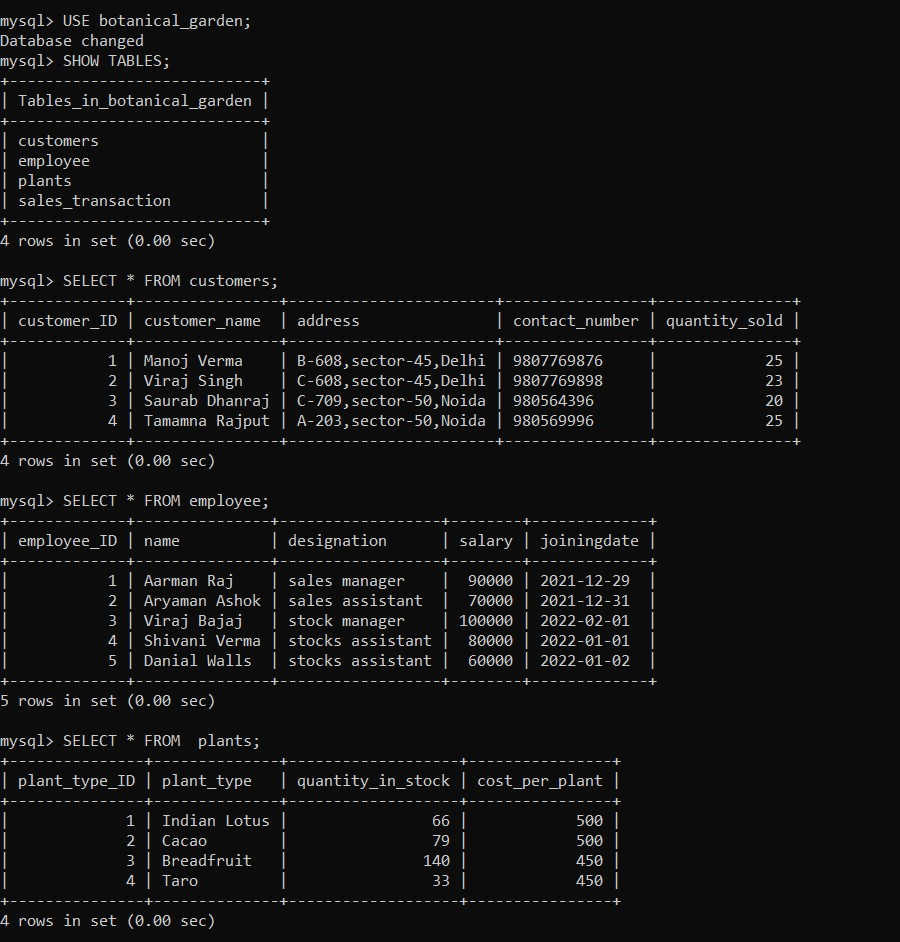 mysql> USE botanical_garden;
Database changed
mysql> SHOW TABLES;
+----------------------------+
| Tables_in_botanical_garden |
+----------------------------+
| customers                  |
| employee                   |
| plants                     |
| sales_transaction          |
+----------------------------+
4 rows in set (0.00 sec)

mysql> SELECT * FROM customers;
+-------------+----------------+-----------------------+----------------+---------------+
| customer_ID | customer_name  | address               | contact_number | quantity_sold |
+-------------+----------------+-----------------------+----------------+---------------+
|           1 | Manoj Verma    | B-608,sector-45,Delhi | 9807769876     |            25 |
|           2 | Viraj Singh    | C-608,sector-45,Delhi | 9807769898     |            23 |
|           3 | Saurab Dhanraj | C-709,sector-50,Noida | 980564396      |            20 |
|           4 | Tamamna Rajput | A-203,sector-50,Noida | 980569996      |            25 |
+-------------+----------------+-----------------------+----------------+---------------+
4 rows in set (0.00 sec)

mysql> SELECT * FROM employee;
+-------------+---------------+------------------+--------+-------------+
| employee_ID | name          | designation      | salary | joiningdate |
+-------------+---------------+------------------+--------+-------------+
|           1 | Aarman Raj    | sales manager    |  90000 | 2021-12-29  |
|           2 | Aryaman Ashok | sales assistant  |  70000 | 2021-12-31  |
|           3 | Viraj Bajaj   | stock manager    | 100000 | 2022-02-01  |
|           4 | Shivani Verma | stocks assistant |  80000 | 2022-01-01  |
|           5 | Danial Walls  | stocks assistant |  60000 | 2022-01-02  |
+-------------+---------------+------------------+--------+-------------+
5 rows in set (0.00 sec)

mysql> SELECT * FROM  plants;
+---------------+--------------+-------------------+----------------+
| plant_type_ID | plant_type   | quantity_in_stock | cost_per_plant |
+---------------+--------------+-------------------+----------------+
|             1 | Indian Lotus |                66 |            500 |
|             2 | Cacao        |                79 |            500 |
|             3 | Breadfruit   |               140 |            450 |
|             4 | Taro         |                33 |            450 |
+---------------+--------------+-------------------+----------------+
4 rows in set (0.00 sec)